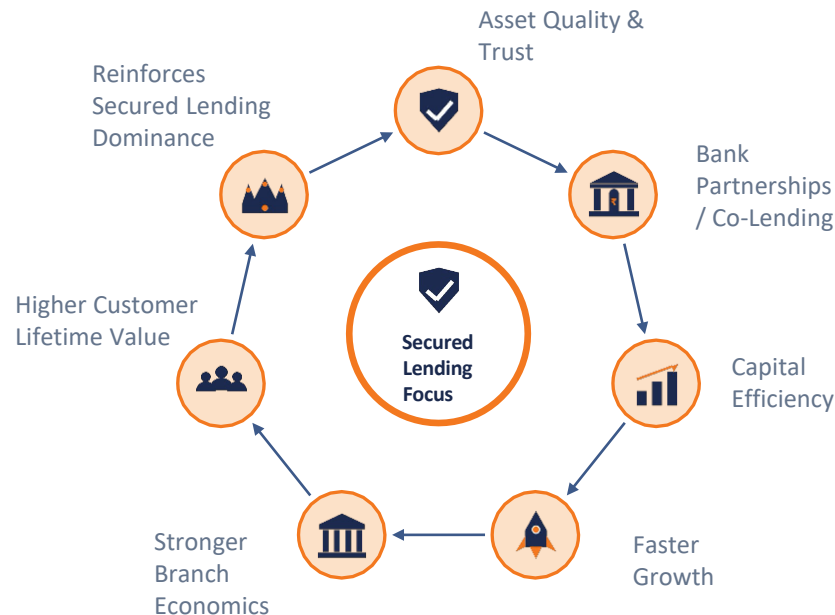 Asset Quality &
Trust
Bank
Partnerships
/ Co-Lending
₹
Capital
Efficiency
Faster
Growth
Stronger
Branch
Economics
Higher Customer
Lifetime Value
Reinforces
Secured Lending
Dominance
Secured
Lending
Focus